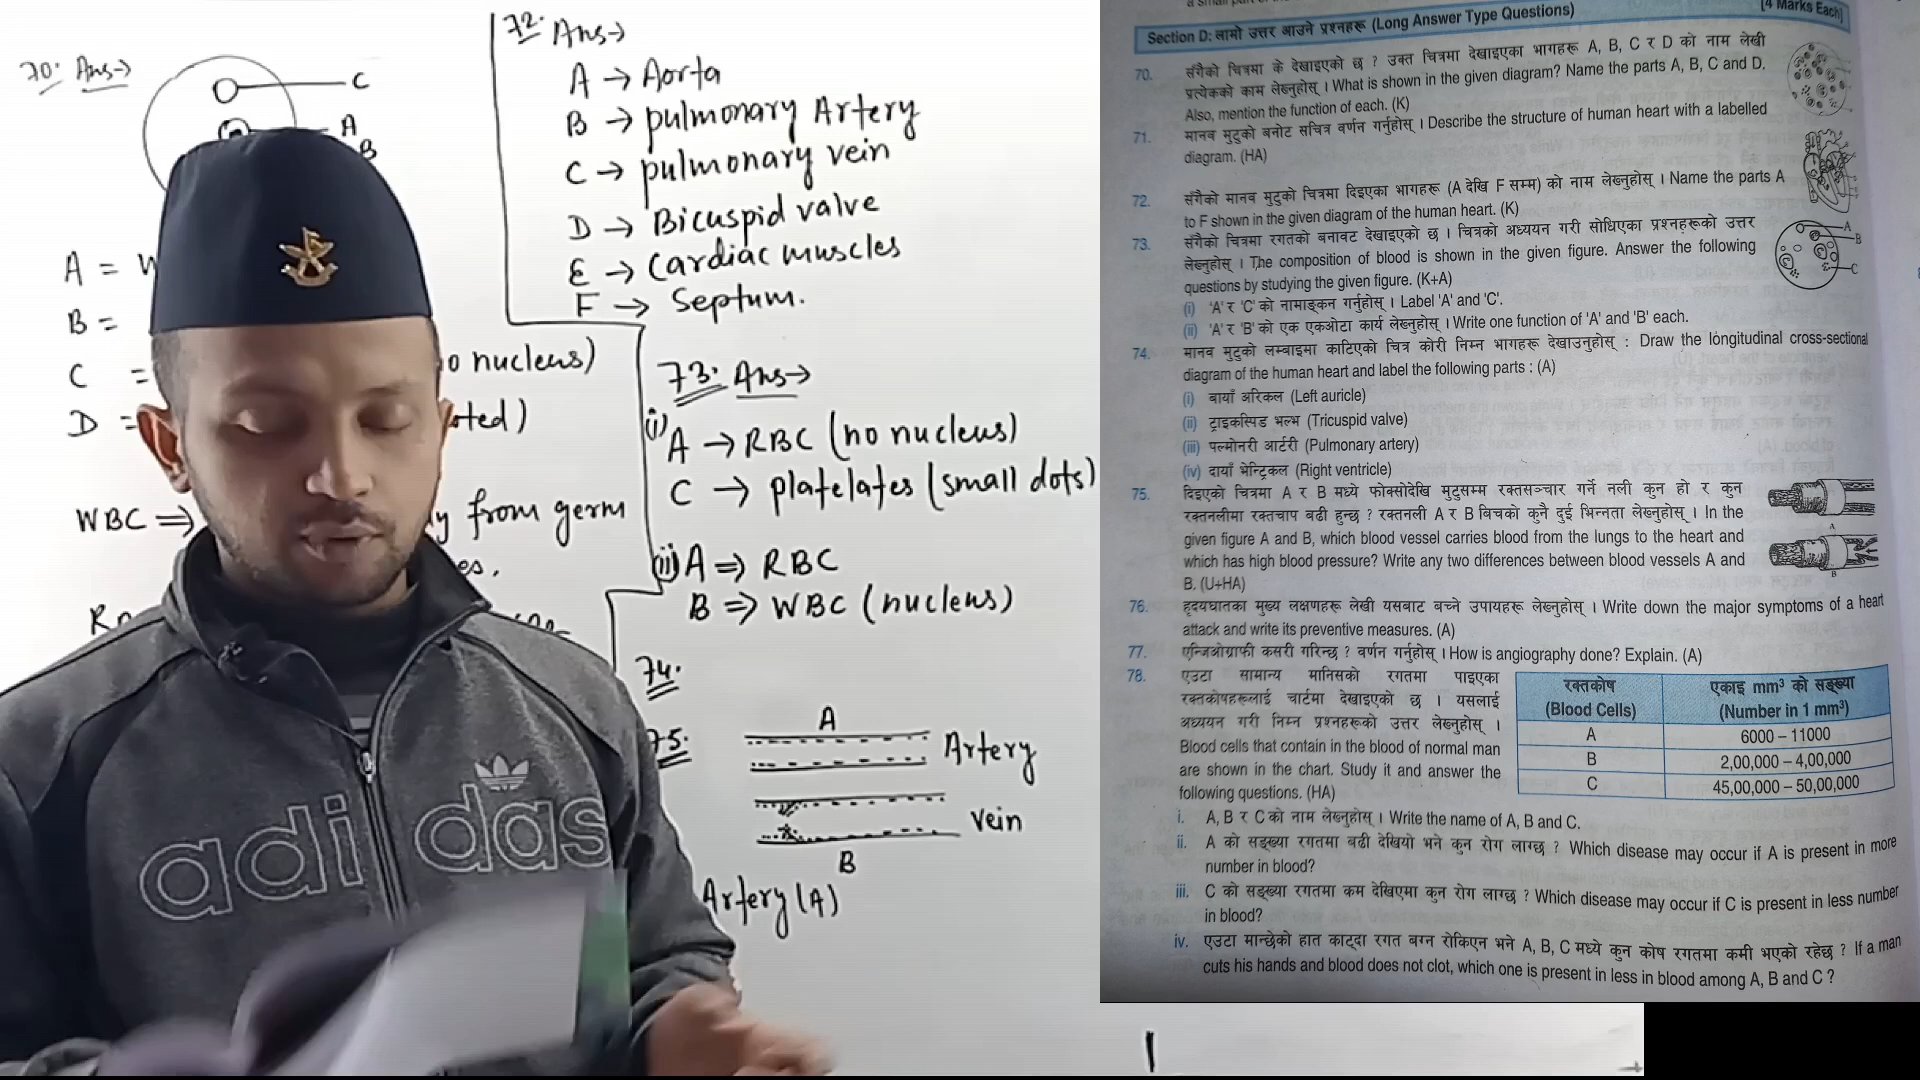 70. Ans→
C
A
B
A = W
B =
C = no nucleus)
D = oted)
WBC ⇒ y from germ
es.
72. Ans→
A → Aorta
B → pulmonary Artery
C → pulmonary vein
D → Bicuspid valve
E → Cardiac muscles
F → Septum.
73. Ans→
(i) A → RBC (no nucleus)
C → platelates (small dots)
(ii) A ⇒ RBC
B ⇒ WBC (nucleus)
74.
75.
A
Artery
vein
B
Artery (A)
adidas
Section D: लामो उत्तर आउने प्रश्नहरू (Long Answer Type Questions) [4 Marks Each]
70. सँगैको चित्रमा के देखाइएको छ ? उक्त चित्रमा देखाइएका भागहरू A, B, C र D को नाम लेखी
प्रत्येकको काम लेख्नुहोस् । What is shown in the given diagram? Name the parts A, B, C and D.
Also, mention the function of each. (K)
71. मानव मुटुको बनोट सचित्र वर्णन गर्नुहोस् । Describe the structure of human heart with a labelled
diagram. (HA)
72. सँगैको मानव मुटुको चित्रमा दिइएका भागहरू (A देखि F सम्म) को नाम लेख्नुहोस् । Name the parts A
to F shown in the given diagram of the human heart. (K)
73. सँगैको चित्रमा रगतको बनावट देखाइएको छ । चित्रको अध्ययन गरी सोधिएका प्रश्नहरूको उत्तर
लेख्नुहोस् । The composition of blood is shown in the given figure. Answer the following
questions by studying the given figure. (K+A)
A
B
C
(i) 'A' र 'C' को नामाङ्कन गर्नुहोस् । Label 'A' and 'C'.
(ii) 'A' र 'B' को एक एकओटा कार्य लेख्नुहोस् । Write one function of 'A' and 'B' each.
74. मानव मुटुको लम्बाइमा काटिएको चित्र कोरी निम्न भागहरू देखाउनुहोस् : Draw the longitudinal cross-sectional
diagram of the human heart and label the following parts : (A)
(i) बायाँ अरिकल (Left auricle)
(ii) ट्राइकस्पिड भल्भ (Tricuspid valve)
(iii) पल्मोनरी आर्टरी (Pulmonary artery)
(iv) दायाँ भेन्ट्रिकल (Right ventricle)
75. दिइएको चित्रमा A र B मध्ये फोक्सोदेखि मुटुसम्म रक्तसञ्चार गर्ने नली कुन हो र कुन
रक्तनलीमा रक्तचाप बढी हुन्छ ? रक्तनली A र B बिचको कुनै दुई भिन्नता लेख्नुहोस् । In the
given figure A and B, which blood vessel carries blood from the lungs to the heart and
which has high blood pressure? Write any two differences between blood vessels A and
B. (U+HA)
A
B
76. हृदयघातका मुख्य लक्षणहरू लेखी यसबाट बच्ने उपायहरू लेख्नुहोस् । Write down the major symptoms of a heart
attack and write its preventive measures. (A)
77. एन्जिओग्राफी कसरी गरिन्छ ? वर्णन गर्नुहोस् । How is angiography done? Explain. (A)
78. एउटा सामान्य मानिसको रगतमा पाइएका
रक्तकोषहरूलाई चार्टमा देखाइएको छ । यसलाई
अध्ययन गरी निम्न प्रश्नहरूको उत्तर लेख्नुहोस् ।
Blood cells that contain in the blood of normal man
are shown in the chart. Study it and answer the
following questions. (HA)
रक्तकोष (Blood Cells) एकाइ mm³ को सङ्ख्या (Number in 1 mm³)
A 6000 – 11000
B 2,00,000 – 4,00,000
C 45,00,000 – 50,00,000
i. A, B र C को नाम लेख्नुहोस् । Write the name of A, B and C.
ii. A को सङ्ख्या रगतमा बढी देखियो भने कुन रोग लाग्छ ? Which disease may occur if A is present in more
number in blood?
iii. C को सङ्ख्या रगतमा कम देखिएमा कुन रोग लाग्छ ? Which disease may occur if C is present in less number
in blood?
iv. एउटा मान्छेको हात काट्दा रगत बग्न रोकिएन भने A, B, C मध्ये कुन कोष रगतमा कमी भएको रहेछ ? If a man
cuts his hands and blood does not clot, which one is present in less in blood among A, B and C ?